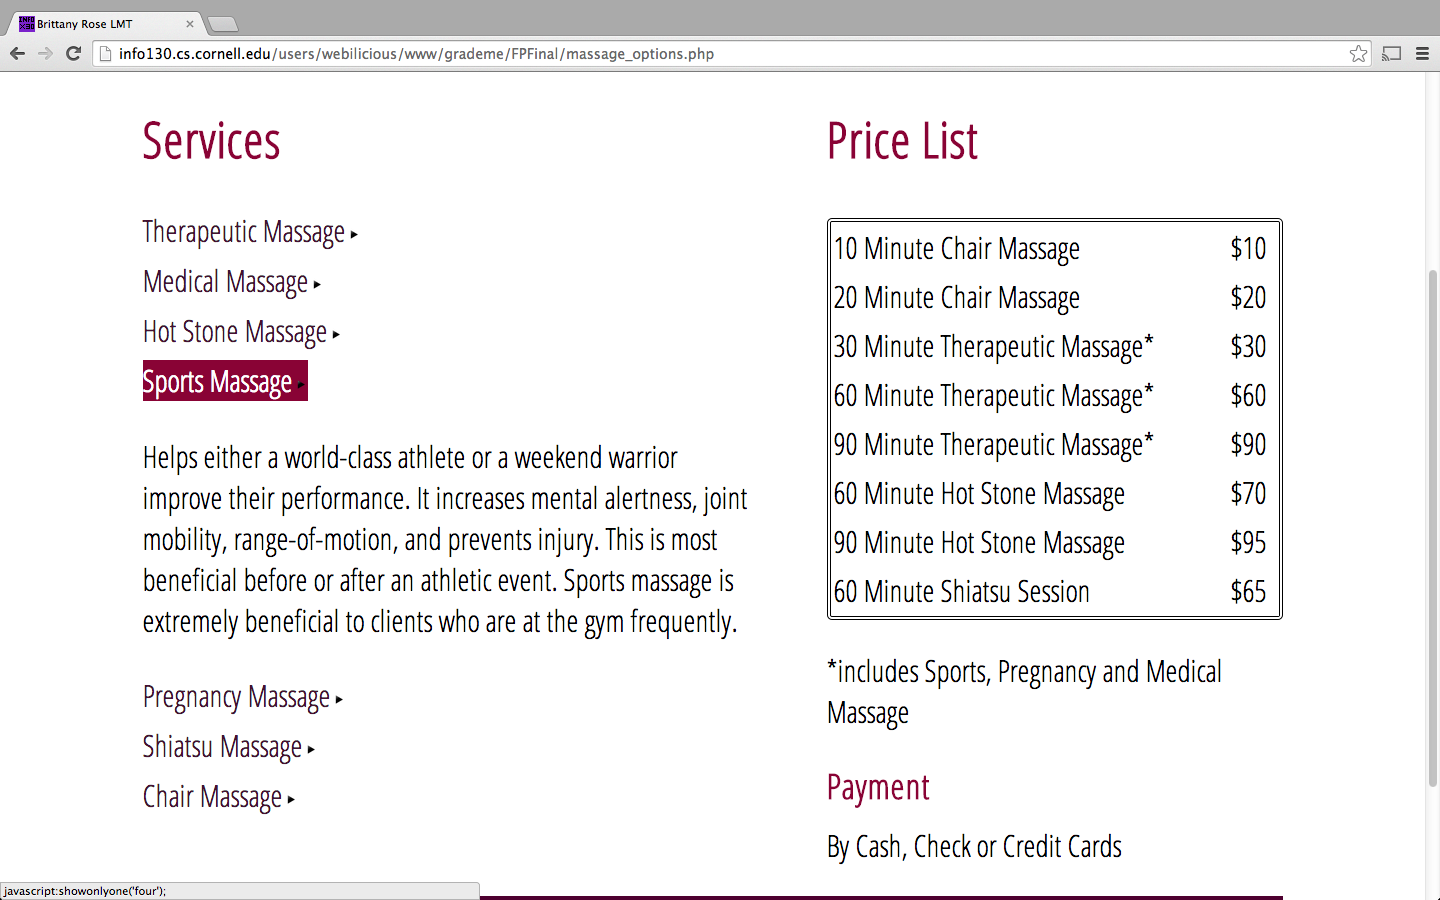 Brittany Rose LMT
info130.cs.cornell.edu/users/webilicious/www/grademe/FPFinal/massage_options.php
Services
Therapeutic Massage
Medical Massage
Hot Stone Massage
Sports Massage
Helps either a world-class athlete or a weekend warrior
improve their performance. It increases mental alertness, joint
mobility, range-of-motion, and prevents injury. This is most
beneficial before or after an athletic event. Sports massage is
extremely beneficial to clients who are at the gym frequently.
Pregnancy Massage
Shiatsu Massage
Chair Massage
Price List
10 Minute Chair Massage $10
20 Minute Chair Massage $20
30 Minute Therapeutic Massage* $30
60 Minute Therapeutic Massage* $60
90 Minute Therapeutic Massage* $90
60 Minute Hot Stone Massage $70
90 Minute Hot Stone Massage $95
60 Minute Shiatsu Session $65
*includes Sports, Pregnancy and Medical
Massage
Payment
By Cash, Check or Credit Cards
javascript:showonlyone('four');